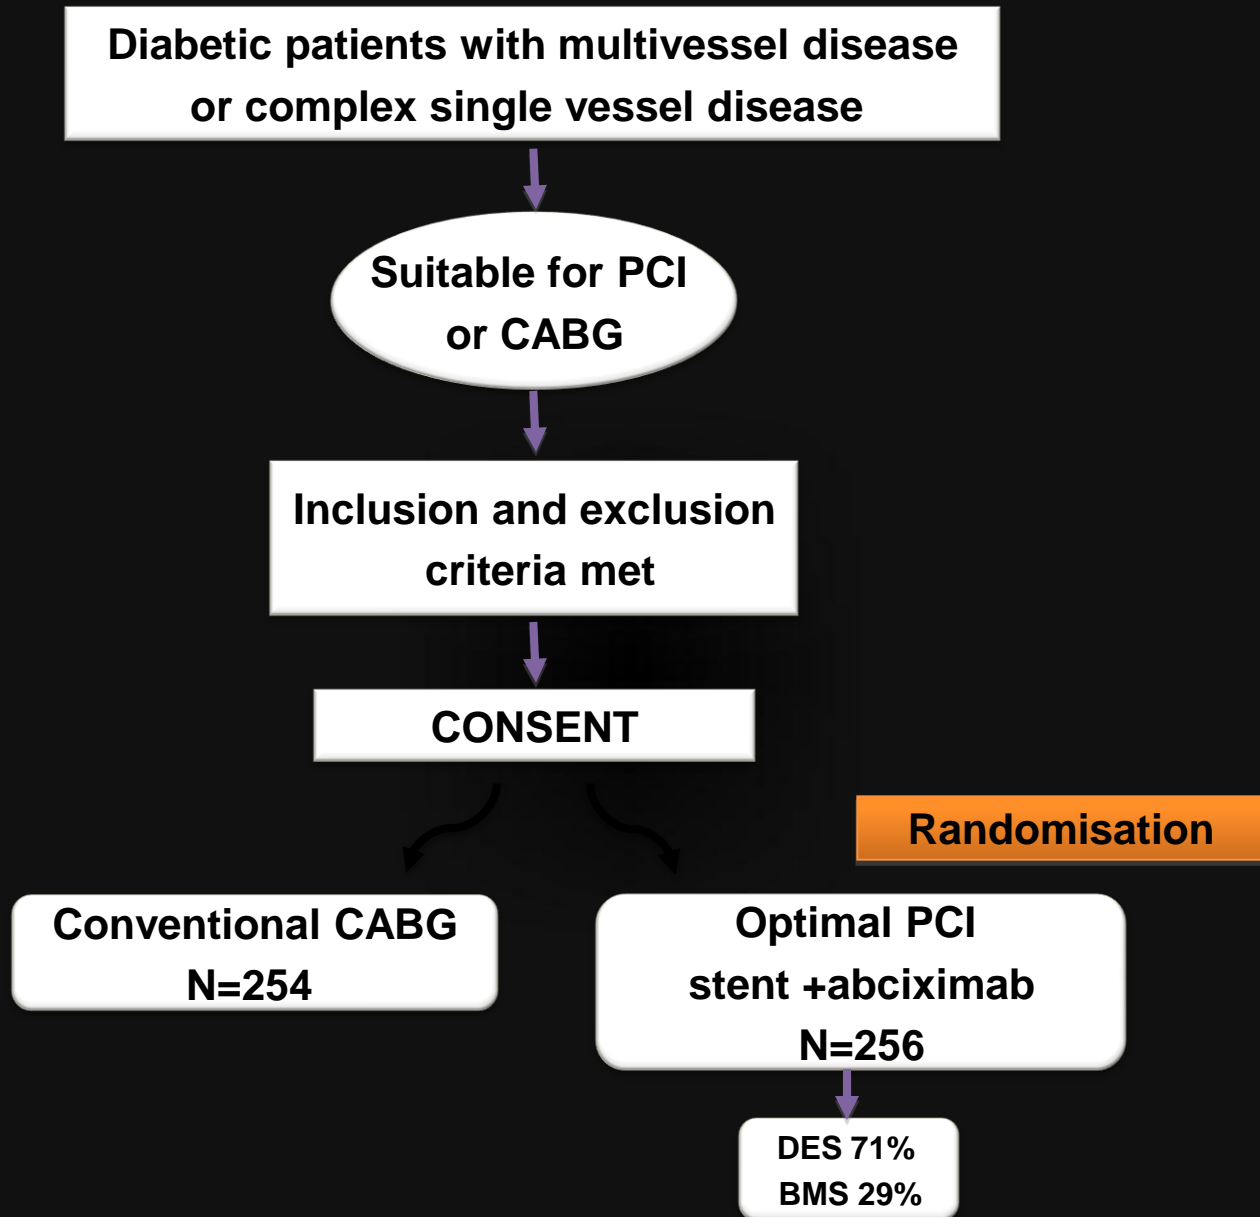 Diabetic patients with multivessel disease
or complex single vessel disease
Suitable for PCI
or CABG
Inclusion and exclusion
criteria met
CONSENT
Randomisation
Conventional CABG
N=254
Optimal PCI
stent +abciximab
N=256
DES 71%
BMS 29%